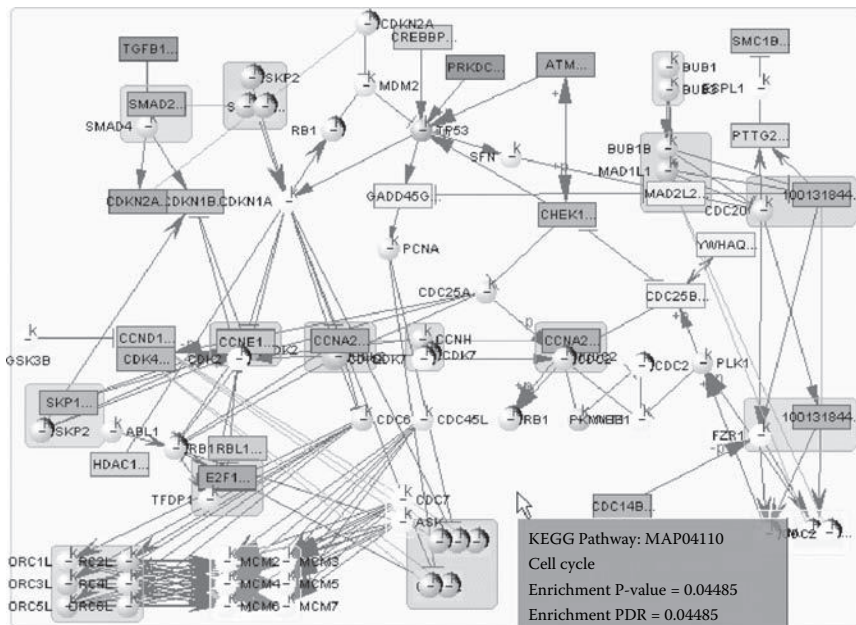 CDKN2A
TGFB1...
CREBBP...
SMC1B...
SKP2
PRKDC...
ATM...
BUB1
MDM2
SMAD2...
ESPL1
SMAD4
RB1
TP53
PTTG2...
SFN
BUB1B
MAD1L1
CDKN2A...
CDKN1B...
CDKN1A
GADD45G...
MAD2L2...
100131844...
CHEK1...
CDC20
PCNA
YWHAQ...
CDC25A
CDC25B...
CCND1...
CCNE1...
CCNA2...
CCNH
CCNA2...
GSK3B
CDK4...
CDK2
CDK7
CDC2
PLK1
SKP1...
SKP2
ABL1
CDC6
CDC45L
RB1
100131844...
RB1
RBL1...
FZR1
HDAC1...
E2F1...
TFDP1
CDC7
CDC14B...
ASK
ORC1L
MCM2
MCM3
ORC3L
MCM4
MCM5
ORC5L
ORC6L
MCM6
MCM7
KEGG Pathway: MAP04110
Cell cycle
Enrichment P-value = 0.04485
Enrichment PDR = 0.04485